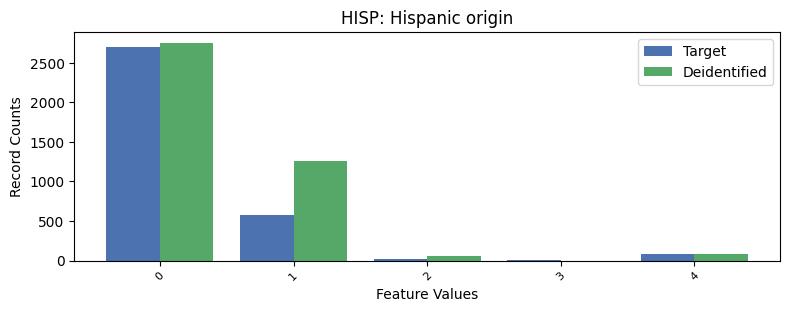 HISP: Hispanic origin
Target
Deidentified
Record Counts
2500
2000
1500
1000
500
0
0
1
2
3
4
Feature Values